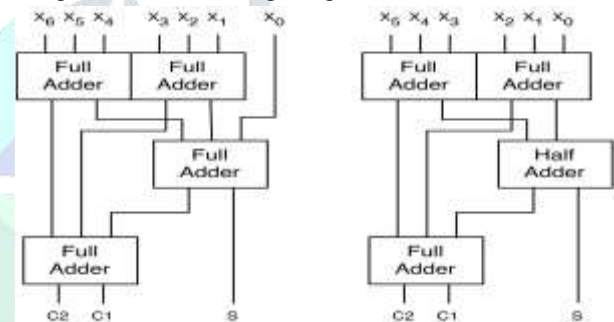 X6 X5 X4 X3 X2 X1 X0
Full Adder Full Adder
Full Adder
Full Adder
C2 C1 S
X5 X4 X3 X2 X1 X0
Full Adder Full Adder
Half Adder
Full Adder
C2 C1 S